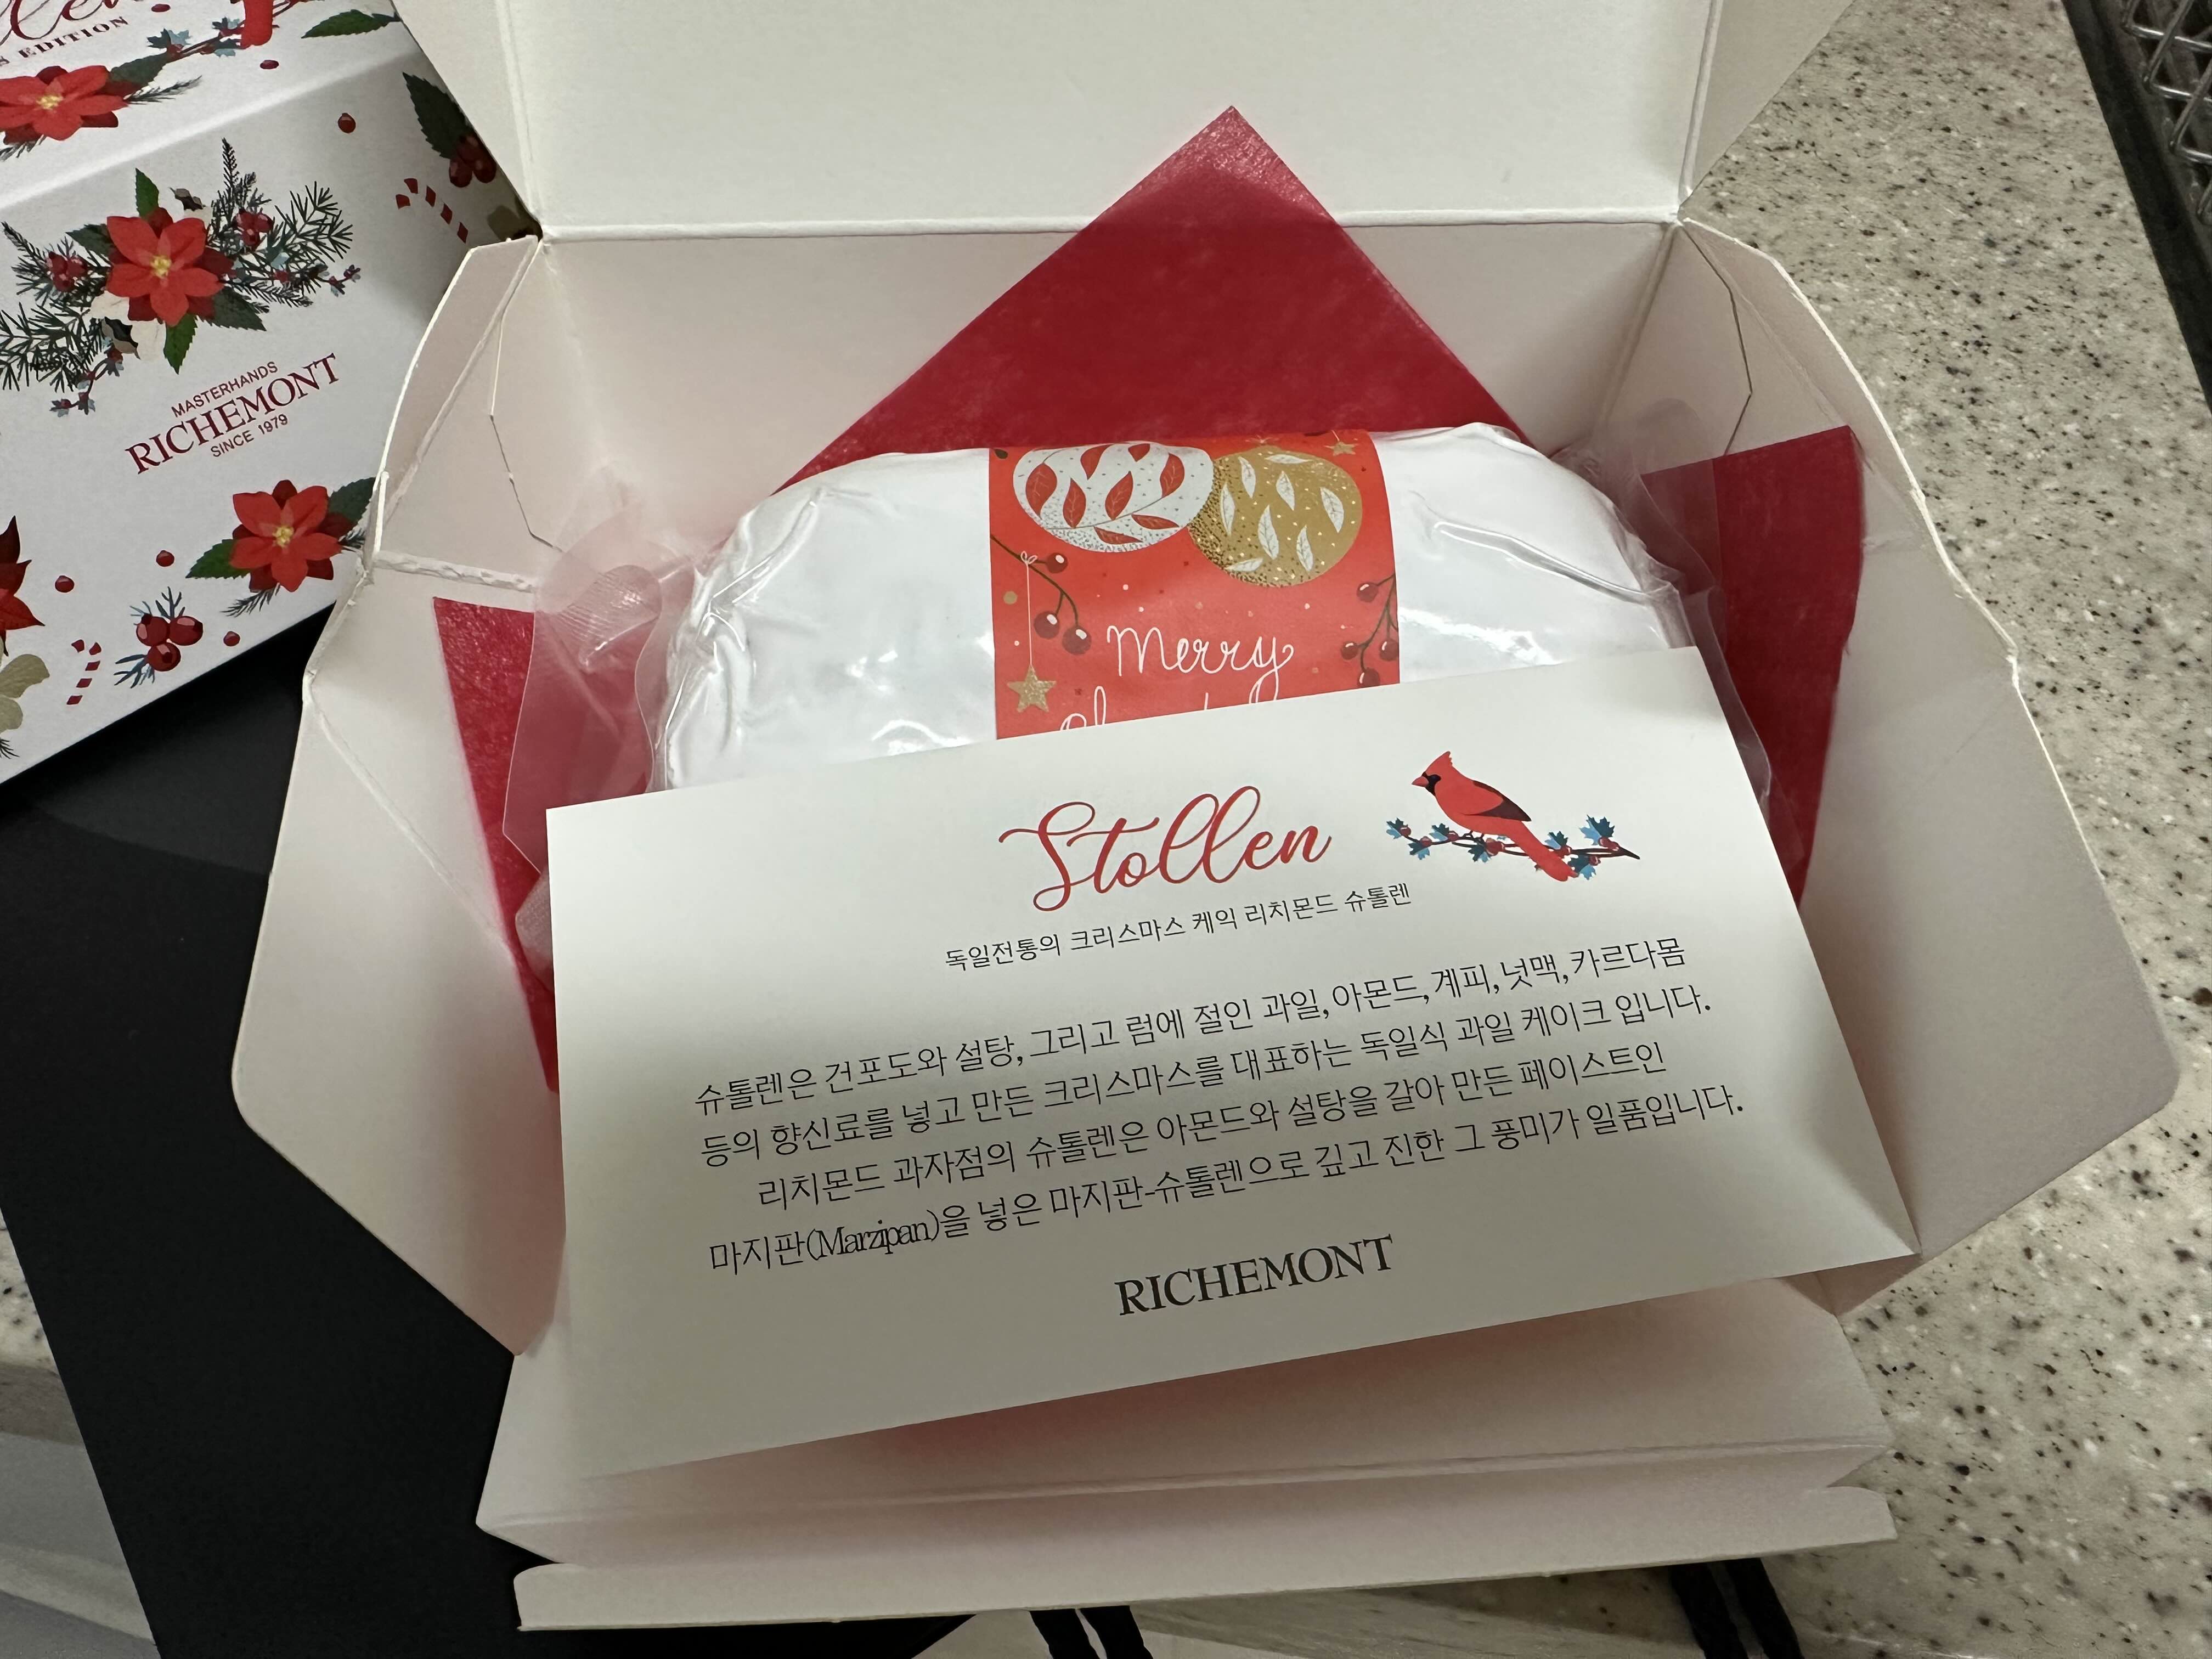 EDITION
MASTERHANDS
RICHEMONT
SINCE 1979
Merry
Stollen
독일전통의 크리스마스 케익 리치몬드 슈톨렌
슈톨렌은 건포도와 설탕, 그리고 럼에 절인 과일, 아몬드, 계피, 넛맥, 카르다몸
등의 향신료를 넣고 만든 크리스마스를 대표하는 독일식 과일 케이크 입니다.
리치몬드 과자점의 슈톨렌은 아몬드와 설탕을 갈아 만든 페이스트인
마지판(Marzipan)을 넣은 마지판-슈톨렌으로 깊고 진한 그 풍미가 일품입니다.
RICHEMONT